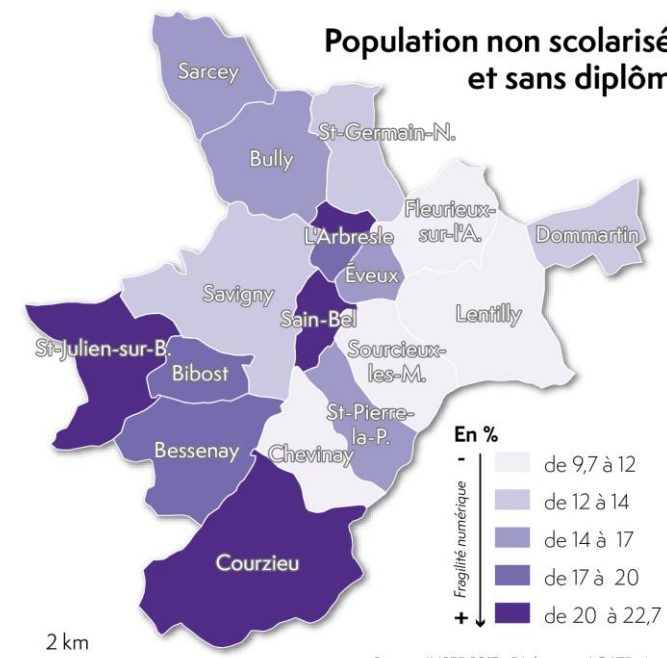 Population non scolarisé
et sans diplôm
Sarcey
St-Germain-N.
Bully
Fleurieux-
sur-l'A.
L'Arbresle
Dommartin
Éveux
Savigny
Sain-Bel
Lentilly
St-Julien-sur-B.
Sourcieux-
les-M.
Bibost
St-Pierre-
la-P.
Bessenay
Chevinay
Courzieu
En %
-
Fragilité numérique
+
de 9,7 à 12
de 12 à 14
de 14 à 17
de 17 à 20
de 20 à 22,7
2 km